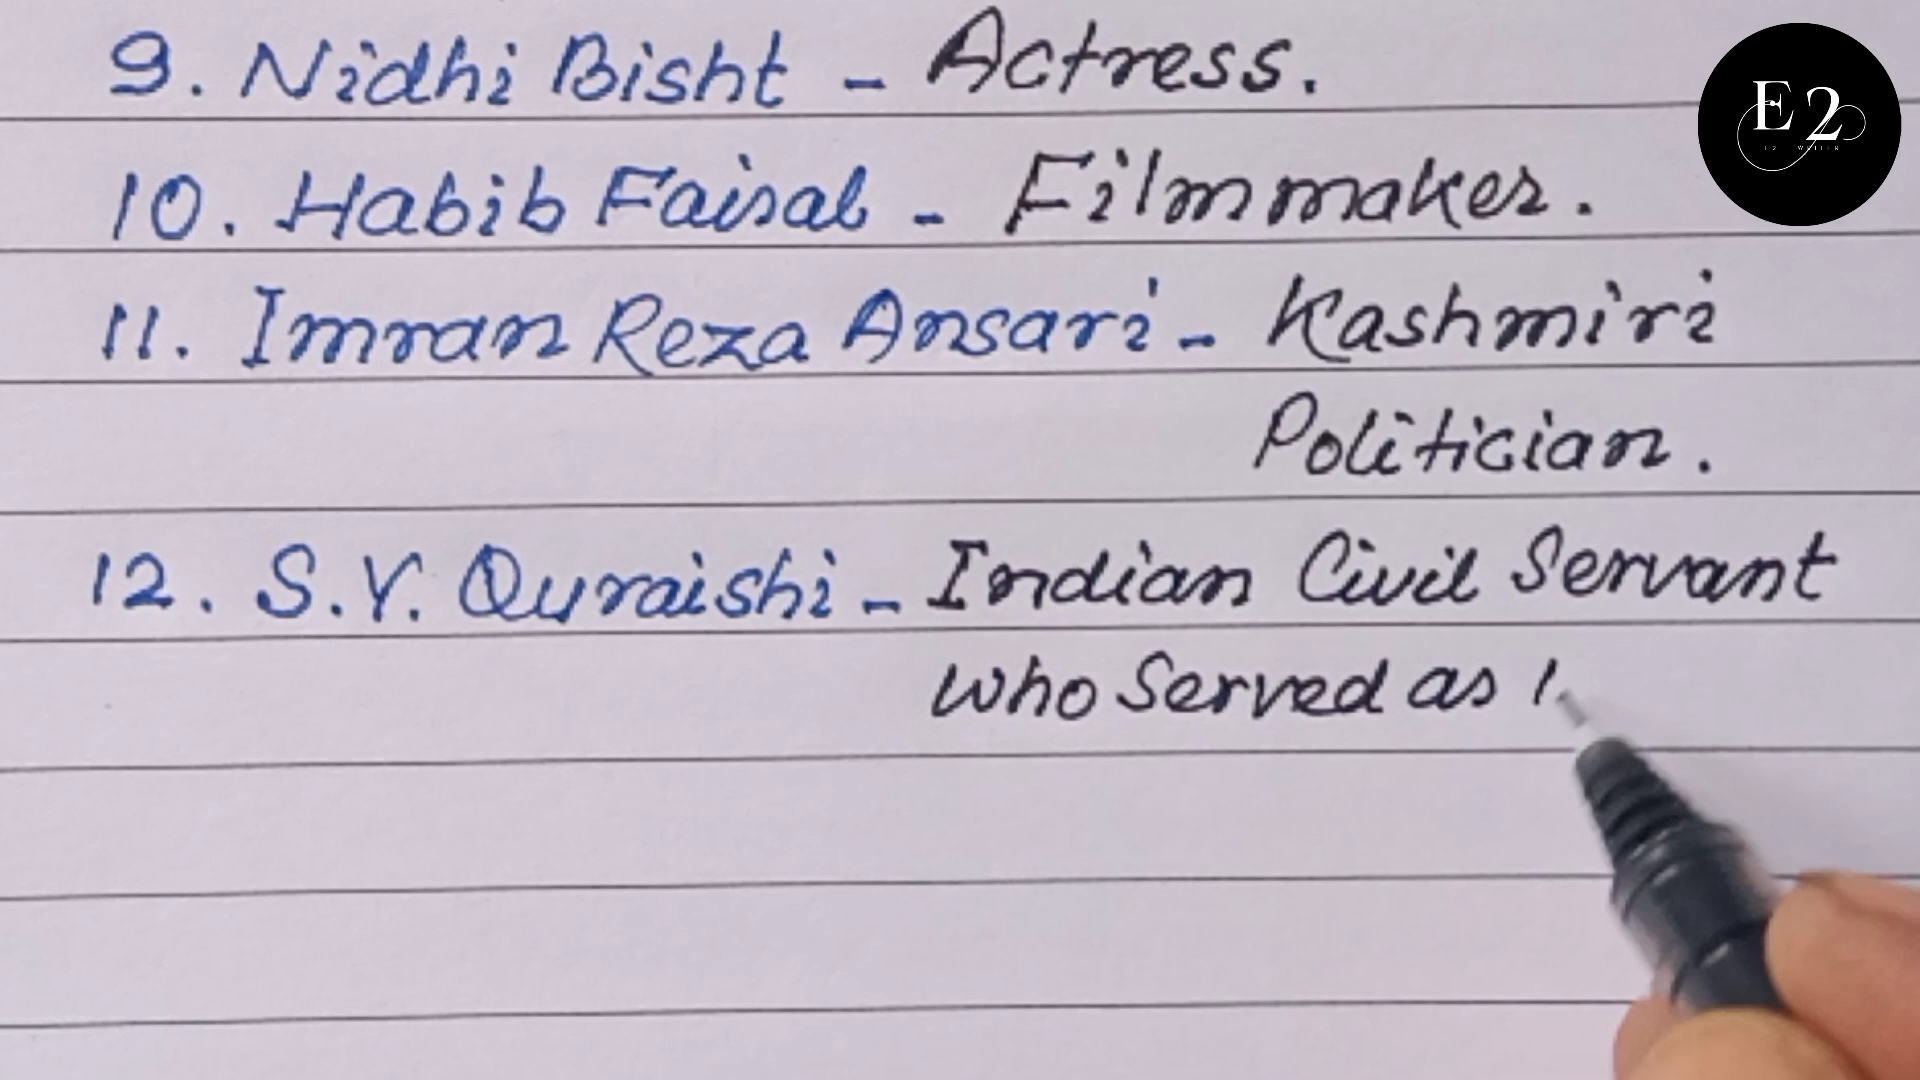 9. Nidhi Bisht - Actress.
10. Habib Faisal - Filmmaker.
11. Imran Reza Ansari - Kashmiri
Politician.
12. S.Y. Quraishi - Indian Civil Servant
who Served as 1
E2